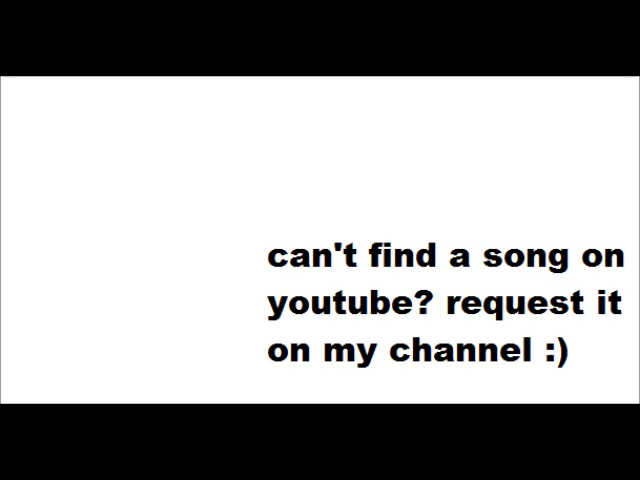 can't find a song on
youtube? request it
on my channel :)